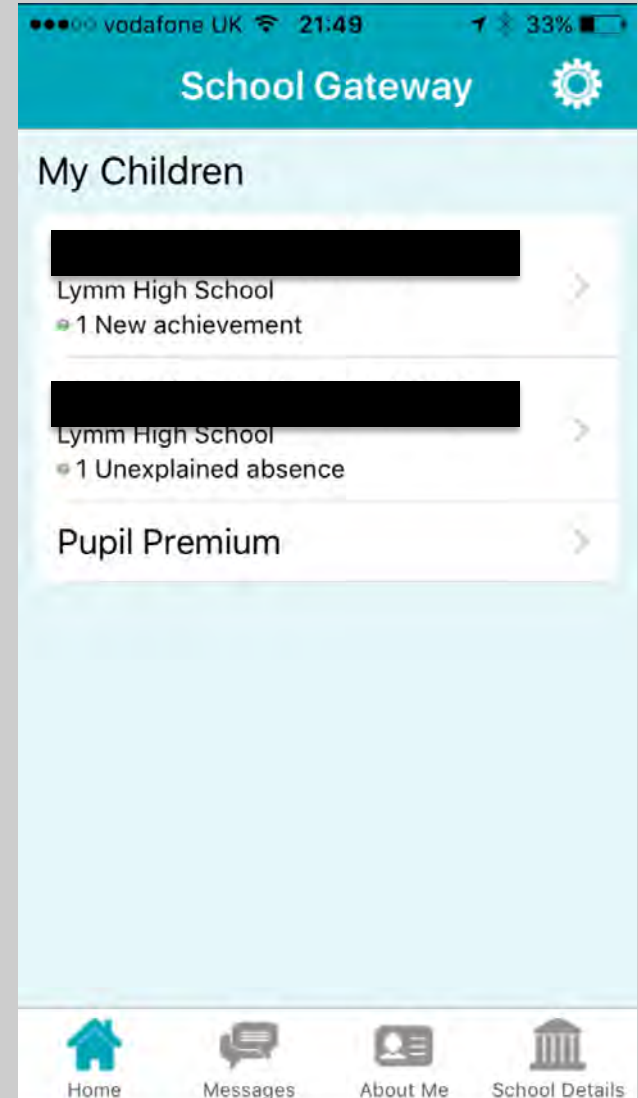 vodafone UK 21:49 33%
School Gateway
My Children
Lymm High School
1 New achievement
Lymm High School
1 Unexplained absence
Pupil Premium
Home Messages About Me School Details